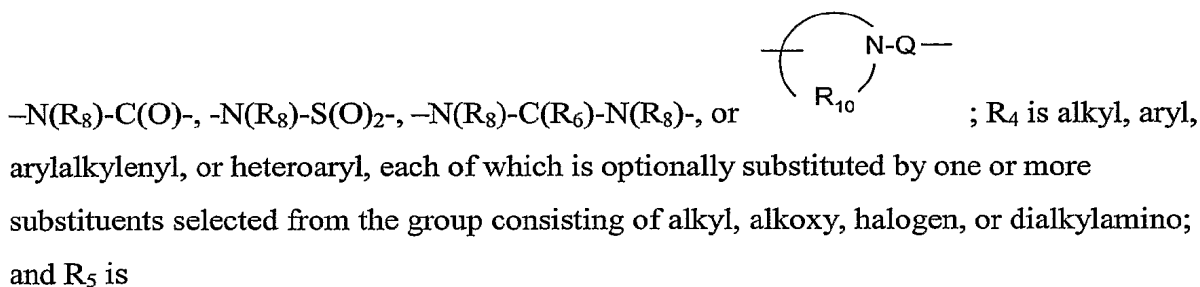 N-Q
R₁₀
–N(R₈)-C(O)-, -N(R₈)-S(O)₂-, –N(R₈)-C(R₆)-N(R₈)-, or ; R₄ is alkyl, aryl,
arylalkylenyl, or heteroaryl, each of which is optionally substituted by one or more
substituents selected from the group consisting of alkyl, alkoxy, halogen, or dialkylamino;
and R₅ is